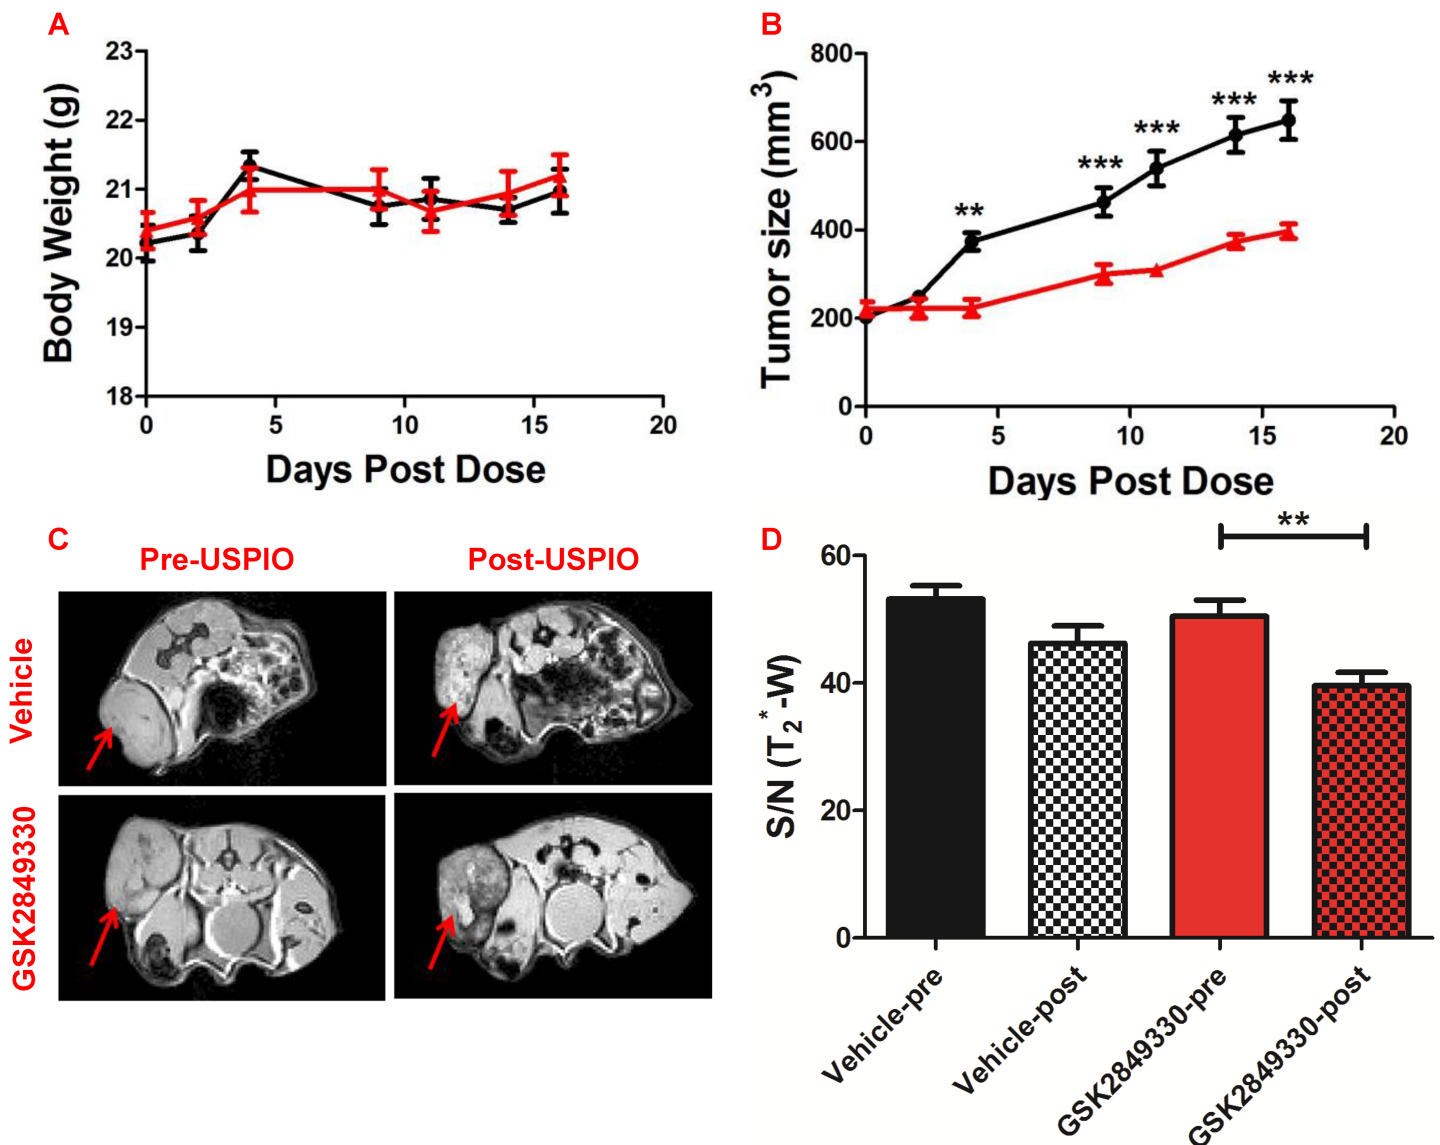 A
23
22
21
20
19
18
Body Weight (g)
0 5 10 15 20
Days Post Dose
B
800
600
400
200
0
Tumor size (mm3)
** *** *** *** ***
0 5 10 15 20
Days Post Dose
C
Pre-USPIO Post-USPIO
Vehicle
GSK2849330
D
**
60
40
20
0
S/N (T2*-W)
Vehicle-pre
Vehicle-post
GSK2849330-pre
GSK2849330-post